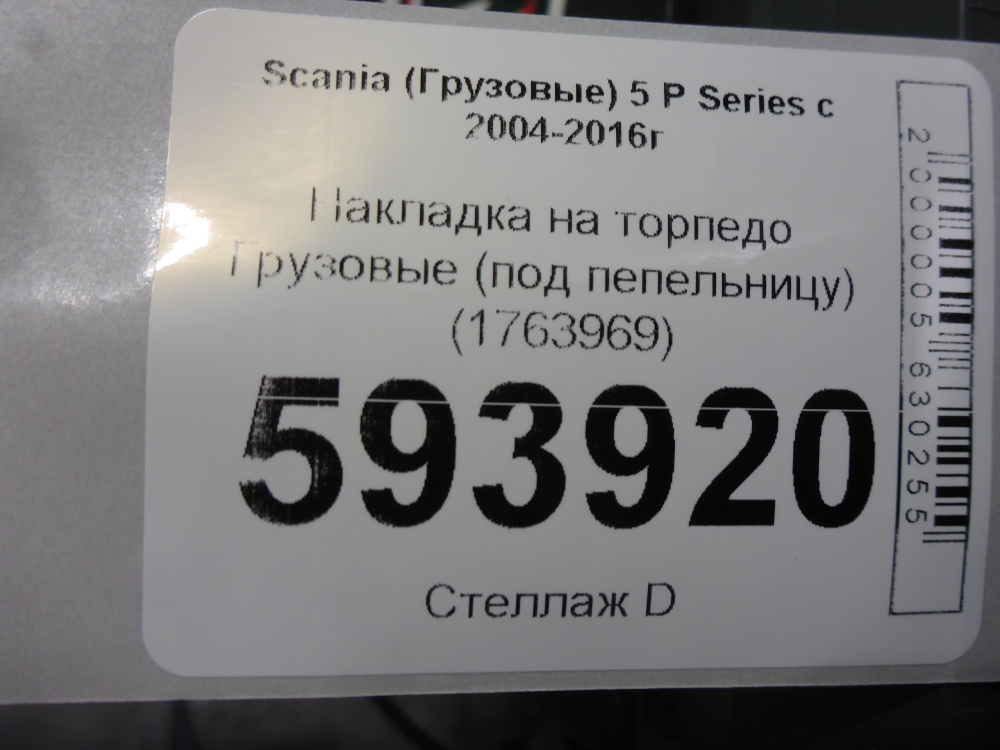 Scania (Грузовые) 5 P Series с
2004-2016г
Накладка на торпедо
Грузовые (под пепельницу)
(1763969)
593920
Стеллаж D
2000005630255